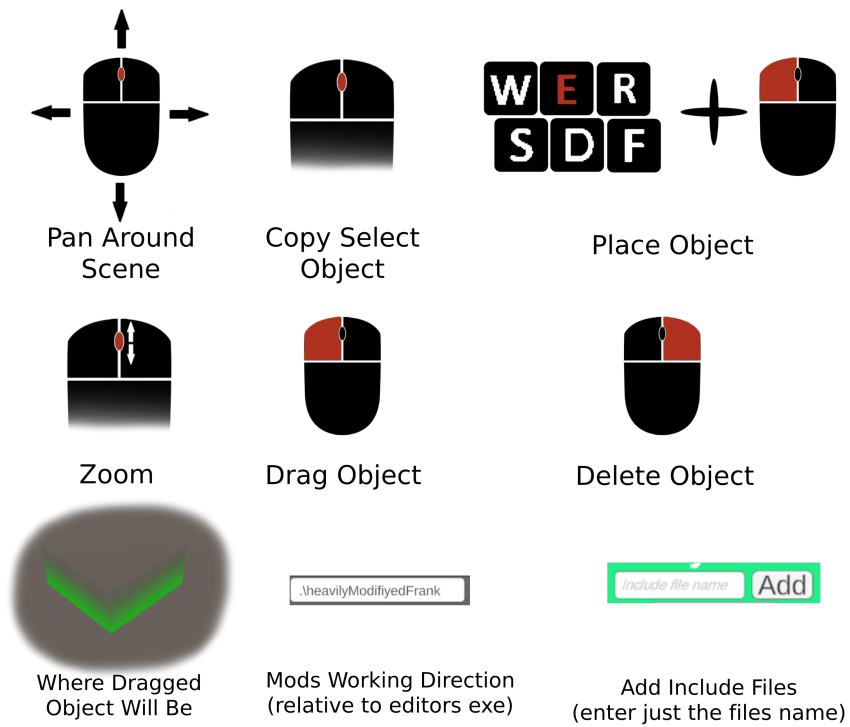 W E R
S D F
Pan Around
Scene
Copy Select
Object
Place Object
Zoom
Drag Object
Delete Object
.\heavilyModifiyedFrank
include file name
Add
Where Dragged
Object Will Be
Mods Working Direction
(relative to editors exe)
Add Include Files
(enter just the files name)